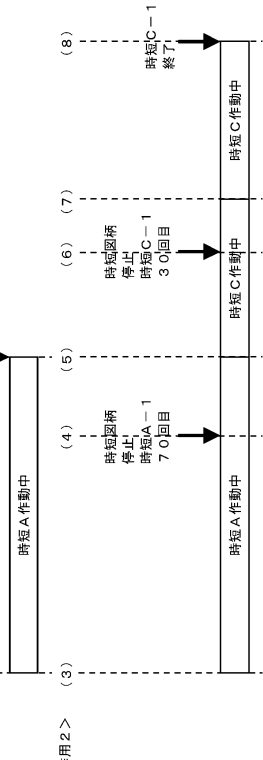 時短A作動中
用2＞
(3)
(4)
(5)
(6)
(7)
(8)
時短図柄
停止
時短A－1
70回目
時短図柄
停止
時短C－1
30回目
時短C－1
終了
時短A作動中
時短C作動中
時短C作動中